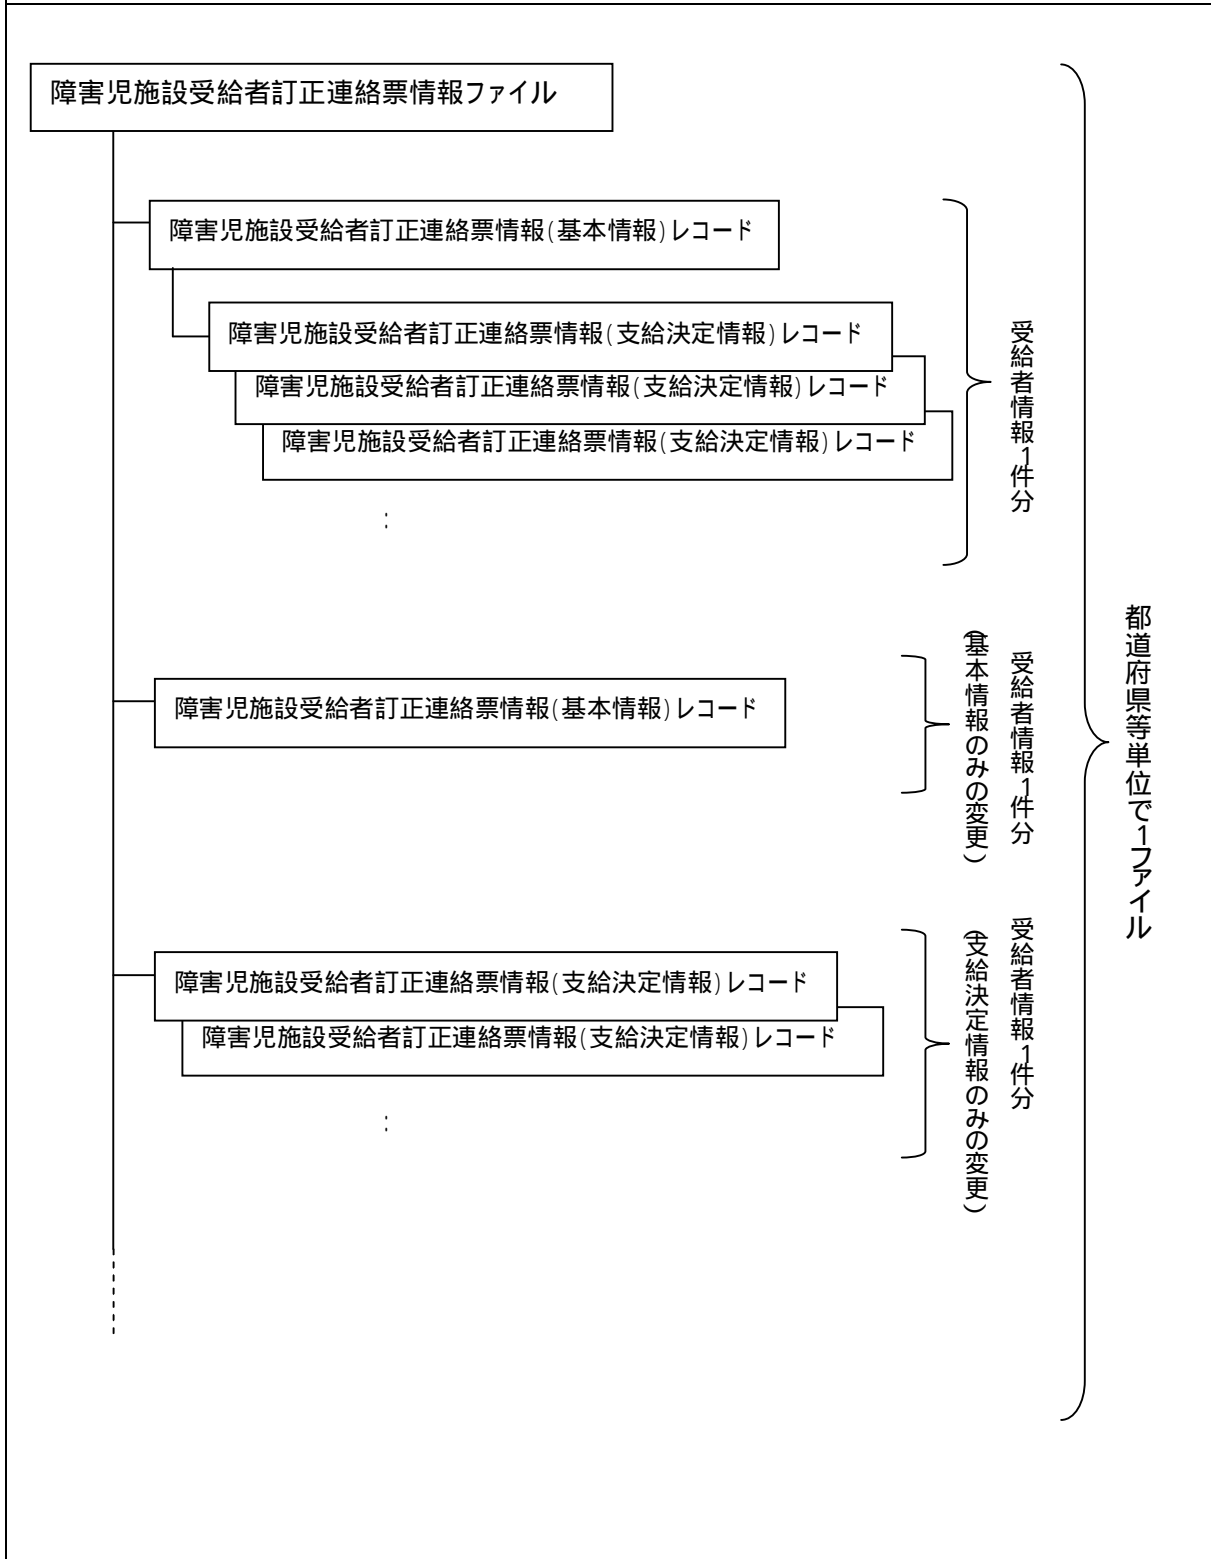 障害児施設受給者訂正連絡票情報ファイル
障害児施設受給者訂正連絡票情報(基本情報)レコード
障害児施設受給者訂正連絡票情報(支給決定情報)レコード
障害児施設受給者訂正連絡票情報(支給決定情報)レコード
障害児施設受給者訂正連絡票情報(支給決定情報)レコード
:
受給者情報1件分
障害児施設受給者訂正連絡票情報(基本情報)レコード
受給者情報1件分
(基本情報のみの変更)
障害児施設受給者訂正連絡票情報(支給決定情報)レコード
障害児施設受給者訂正連絡票情報(支給決定情報)レコード
:
受給者情報1件分
(支給決定情報のみの変更)
都道府県等単位で1ファイル